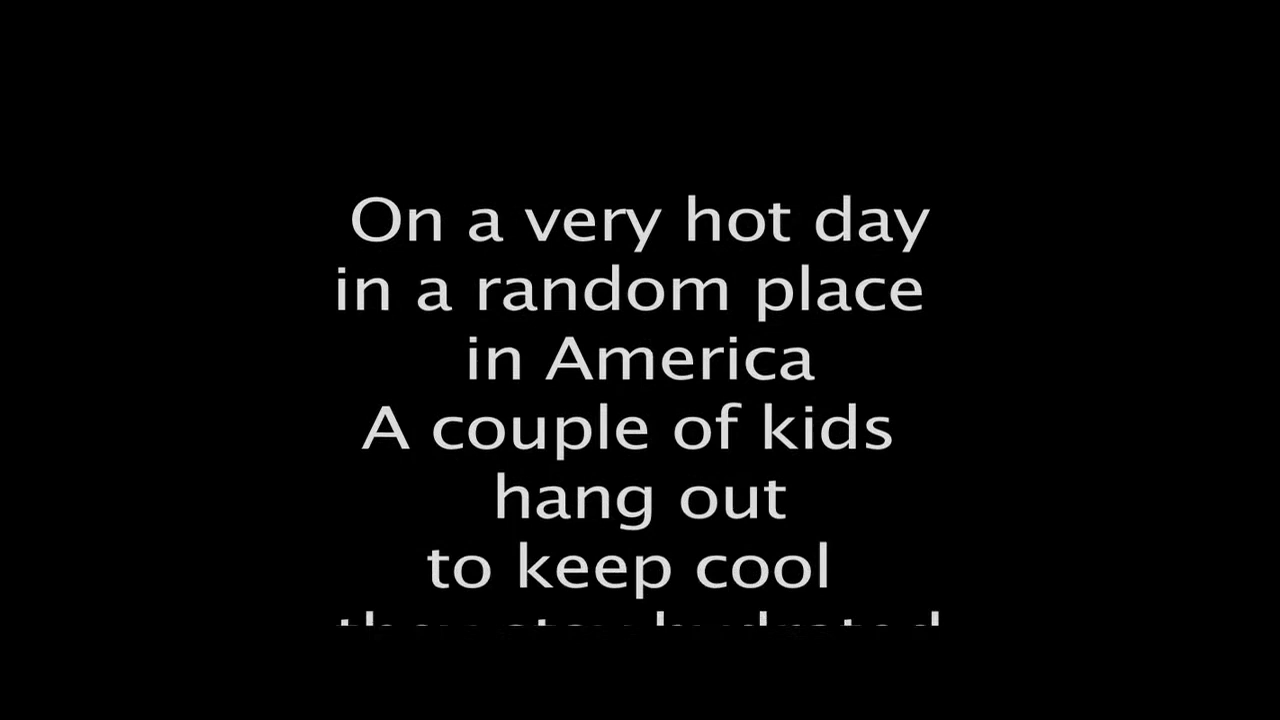 On a very hot day
in a random place
in America
A couple of kids
hang out
to keep cool
they stay hydrated